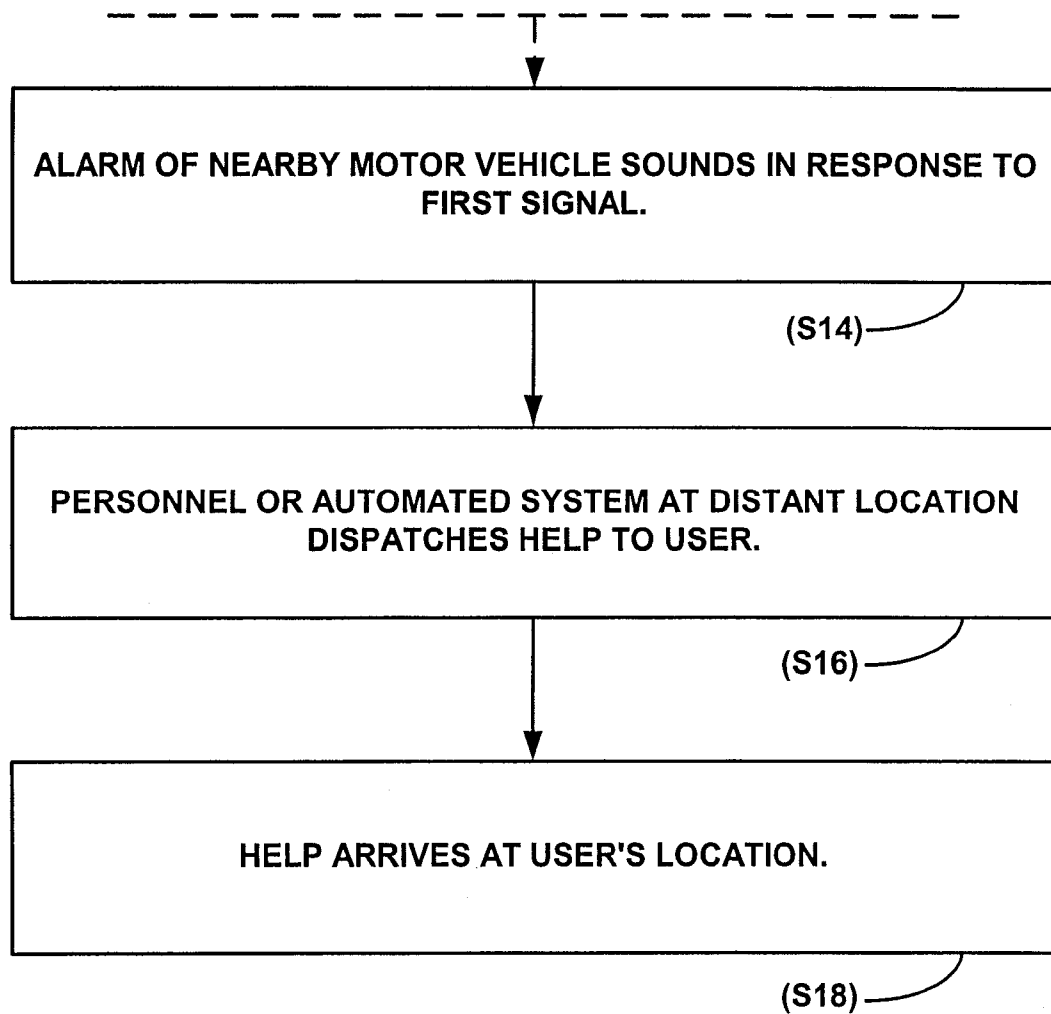 ALARM OF NEARBY MOTOR VEHICLE SOUNDS IN RESPONSE TO
FIRST SIGNAL.
(S14)
PERSONNEL OR AUTOMATED SYSTEM AT DISTANT LOCATION
DISPATCHES HELP TO USER.
(S16)
HELP ARRIVES AT USER'S LOCATION.
(S18)